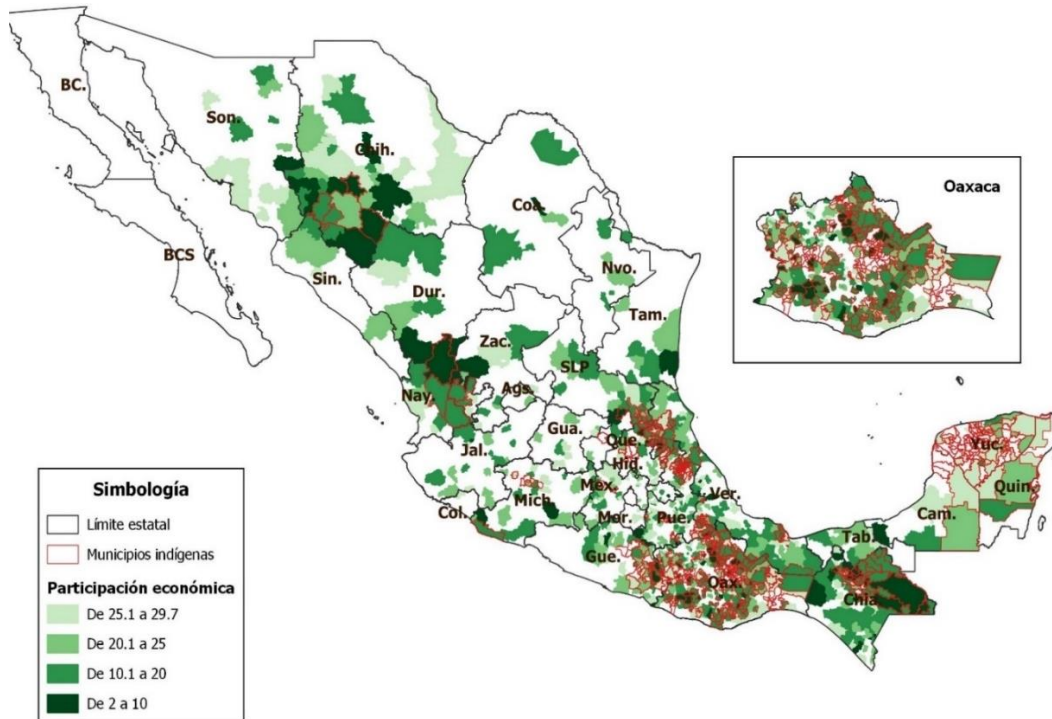 BC.
Son.
Chih.
Coa.
BCS
Sin.
Nvo.
Dur.
Tam.
Zac.
SLP
Nay.
Ags.
Gua.
Que.
Jal.
Hid.
Mex.
Mich.
Ver.
Col.
Mor.
Pue.
Gue.
Oax.
Yuc.
Quin.
Cam.
Tab.
Chia
Oaxaca
Simbología
Límite estatal
Municipios indígenas
Participación económica
De 25.1 a 29.7
De 20.1 a 25
De 10.1 a 20
De 2 a 10